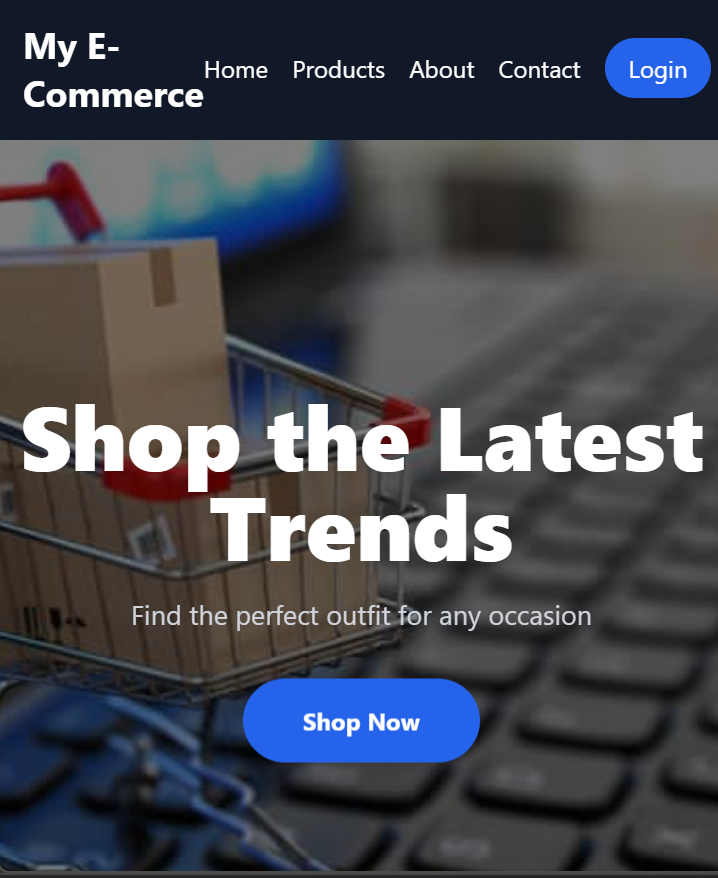 My E-
Commerce
Home Products About Contact Login
Shop the Latest
Trends
Find the perfect outfit for any occasion
Shop Now